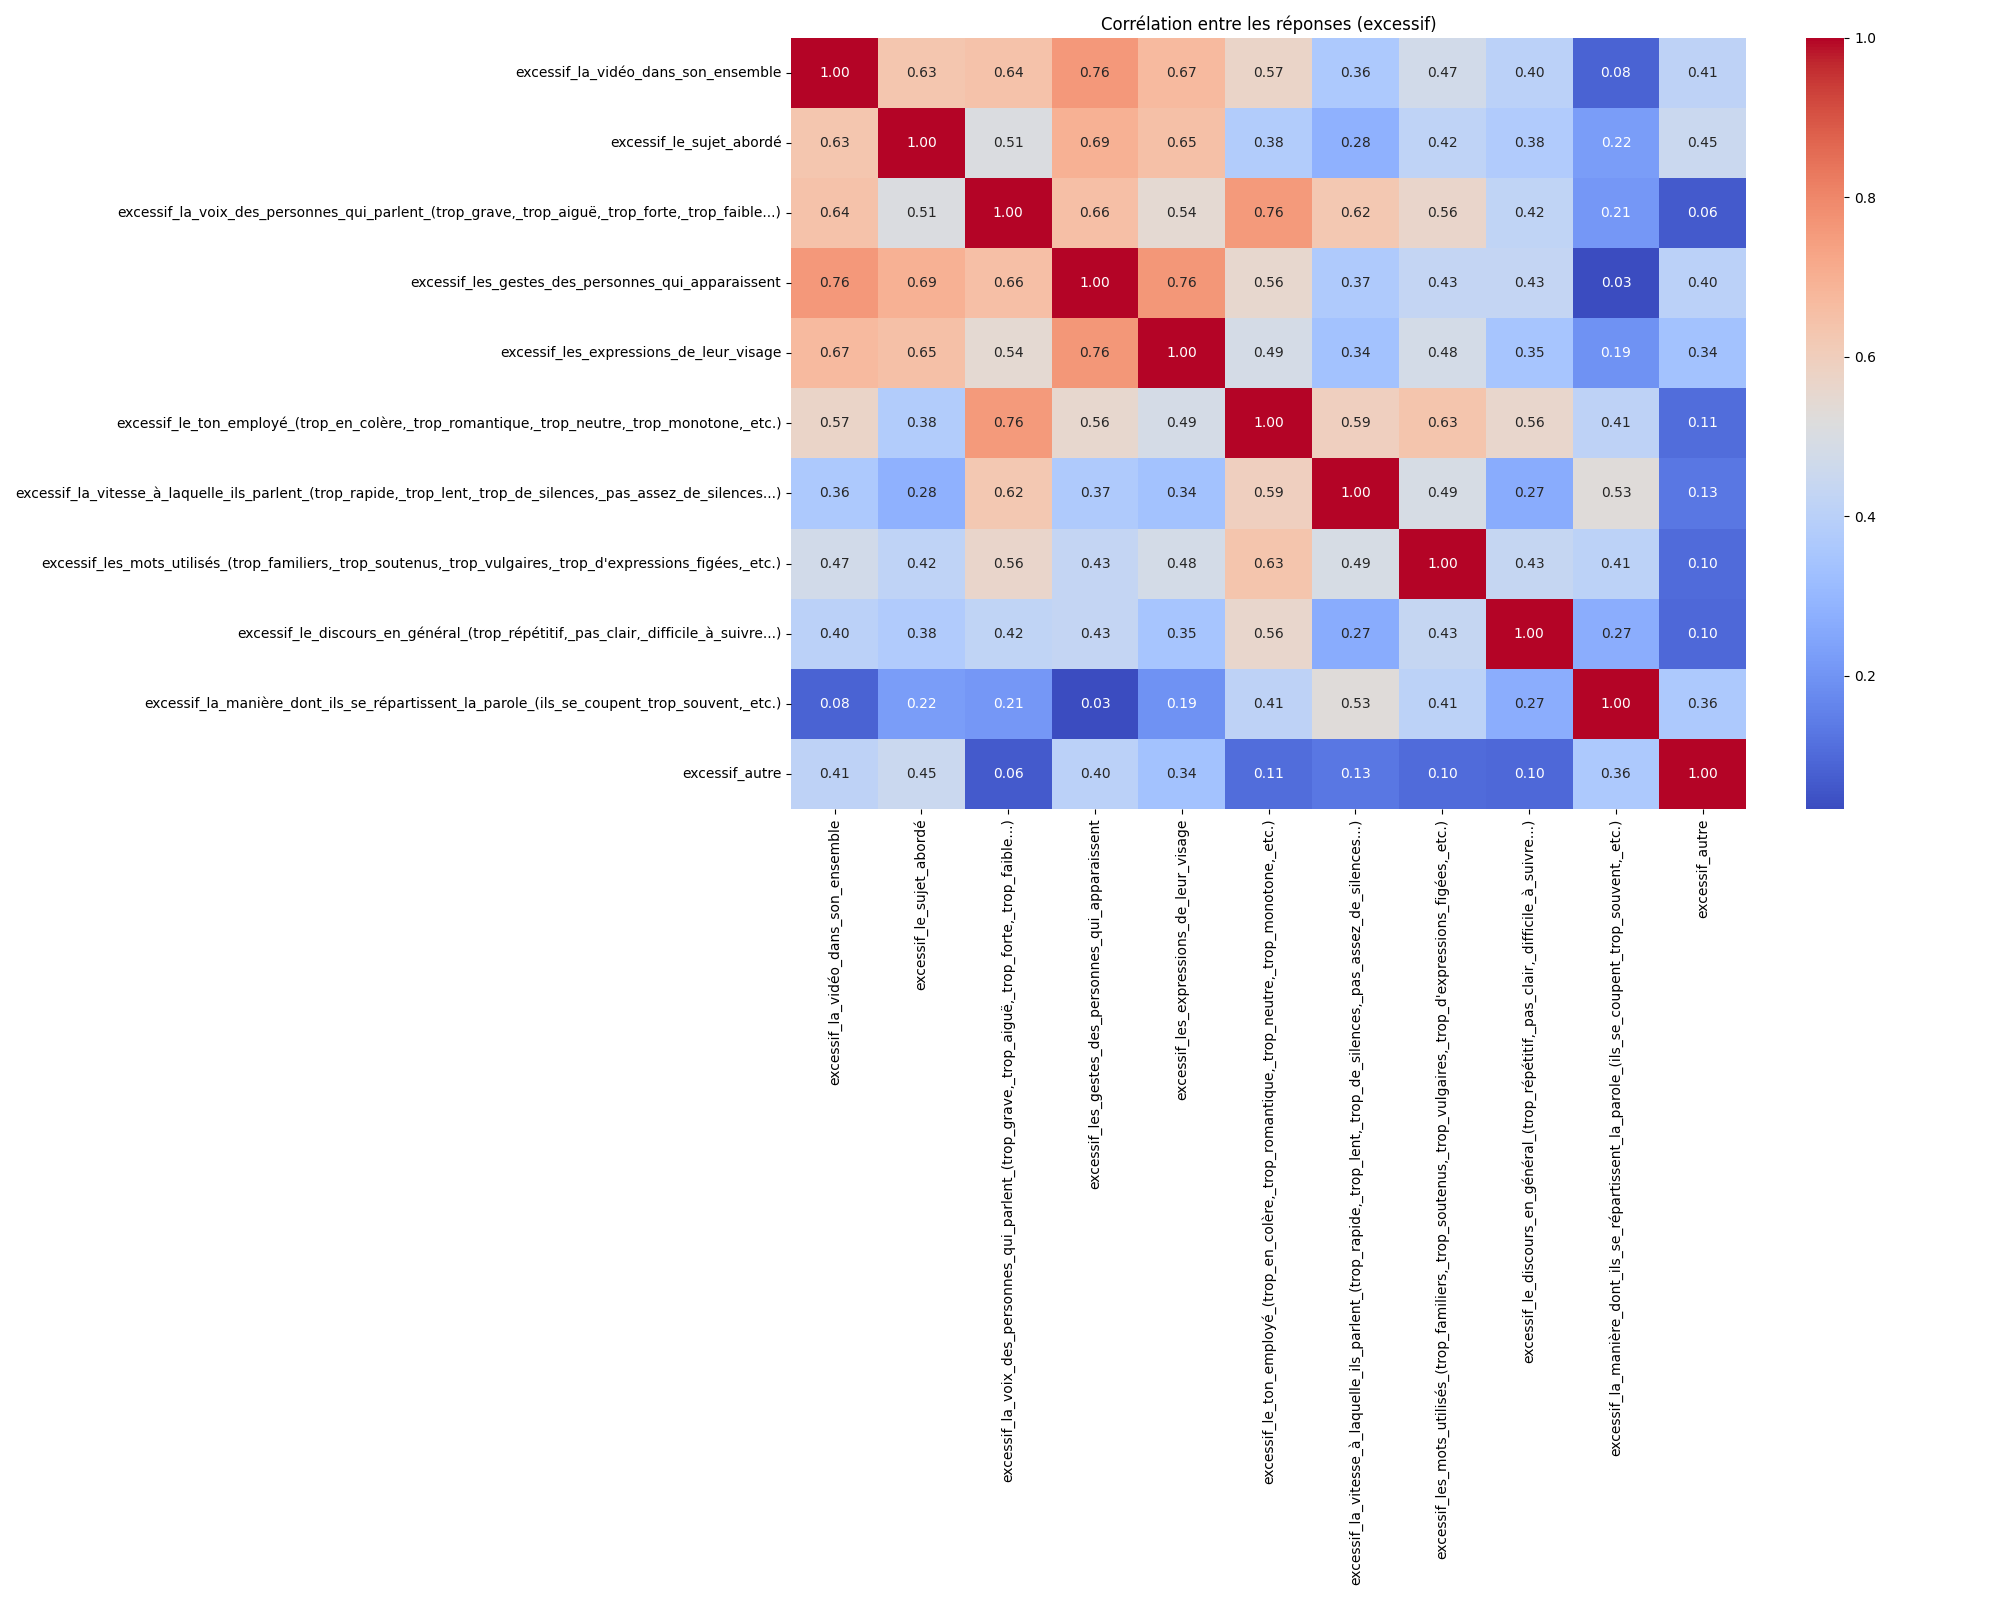 Corrélation entre les réponses (excessif)
excessif_la_vidéo_dans_son_ensemble 1.00 0.63 0.64 0.76 0.67 0.57 0.36 0.47 0.40 0.08 0.41
excessif_le_sujet_abordé 0.63 1.00 0.51 0.69 0.65 0.38 0.28 0.42 0.38 0.22 0.45
excessif_la_voix_des_personnes_qui_parlent_(trop_grave,_trop_aiguë,_trop_forte,_trop_faible...) 0.64 0.51 1.00 0.66 0.54 0.76 0.62 0.56 0.42 0.21 0.06
excessif_les_gestes_des_personnes_qui_apparaissent 0.76 0.69 0.66 1.00 0.76 0.56 0.37 0.43 0.43 0.03 0.40
excessif_les_expressions_de_leur_visage 0.67 0.65 0.54 0.76 1.00 0.49 0.34 0.48 0.35 0.19 0.34
excessif_le_ton_employé_(trop_en_colère,_trop_romantique,_trop_neutre,_trop_monotone,_etc.) 0.57 0.38 0.76 0.56 0.49 1.00 0.59 0.63 0.56 0.41 0.11
excessif_la_vitesse_à_laquelle_ils_parlent_(trop_rapide,_trop_lent,_trop_de_silences,_pas_assez_de_silences...) 0.36 0.28 0.62 0.37 0.34 0.59 1.00 0.49 0.27 0.53 0.13
excessif_les_mots_utilisés_(trop_familiers,_trop_soutenus,_trop_vulgaires,_trop_d'expressions_figées,_etc.) 0.47 0.42 0.56 0.43 0.48 0.63 0.49 1.00 0.43 0.41 0.10
excessif_le_discours_en_général_(trop_répétitif,_pas_clair,_difficile_à_suivre...) 0.40 0.38 0.42 0.43 0.35 0.56 0.27 0.43 1.00 0.27 0.10
excessif_la_manière_dont_ils_se_répartissent_la_parole_(ils_se_coupent_trop_souvent,_etc.) 0.08 0.22 0.21 0.03 0.19 0.41 0.53 0.41 0.27 1.00 0.36
excessif_autre 0.41 0.45 0.06 0.40 0.34 0.11 0.13 0.10 0.10 0.36 1.00
excessif_la_vidéo_dans_son_ensemble
excessif_le_sujet_abordé
excessif_la_voix_des_personnes_qui_parlent_(trop_grave,_trop_aiguë,_trop_forte,_trop_faible...)
excessif_les_gestes_des_personnes_qui_apparaissent
excessif_les_expressions_de_leur_visage
excessif_le_ton_employé_(trop_en_colère,_trop_romantique,_trop_neutre,_trop_monotone,_etc.)
excessif_la_vitesse_à_laquelle_ils_parlent_(trop_rapide,_trop_lent,_trop_de_silences,_pas_assez_de_silences...)
excessif_les_mots_utilisés_(trop_familiers,_trop_soutenus,_trop_vulgaires,_trop_d'expressions_figées,_etc.)
excessif_le_discours_en_général_(trop_répétitif,_pas_clair,_difficile_à_suivre...)
excessif_la_manière_dont_ils_se_répartissent_la_parole_(ils_se_coupent_trop_souvent,_etc.)
excessif_autre
1.0
0.8
0.6
0.4
0.2